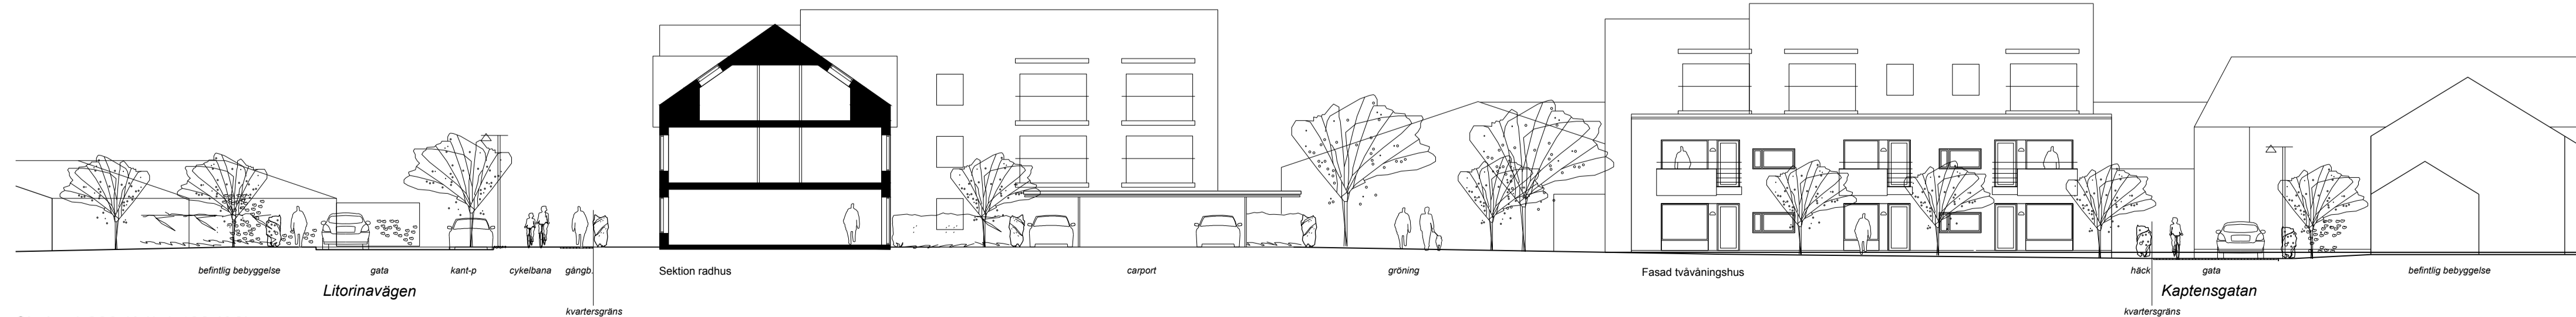 befintlig bebyggelse
gata
kant-p
cykelbana
gångb.
Sektion radhus
carport
gröning
Fasad tvåvåningshus
häck
gata
befintlig bebyggelse
Litorinavägen
Kaptensgatan
kvartersgräns
kvartersgräns